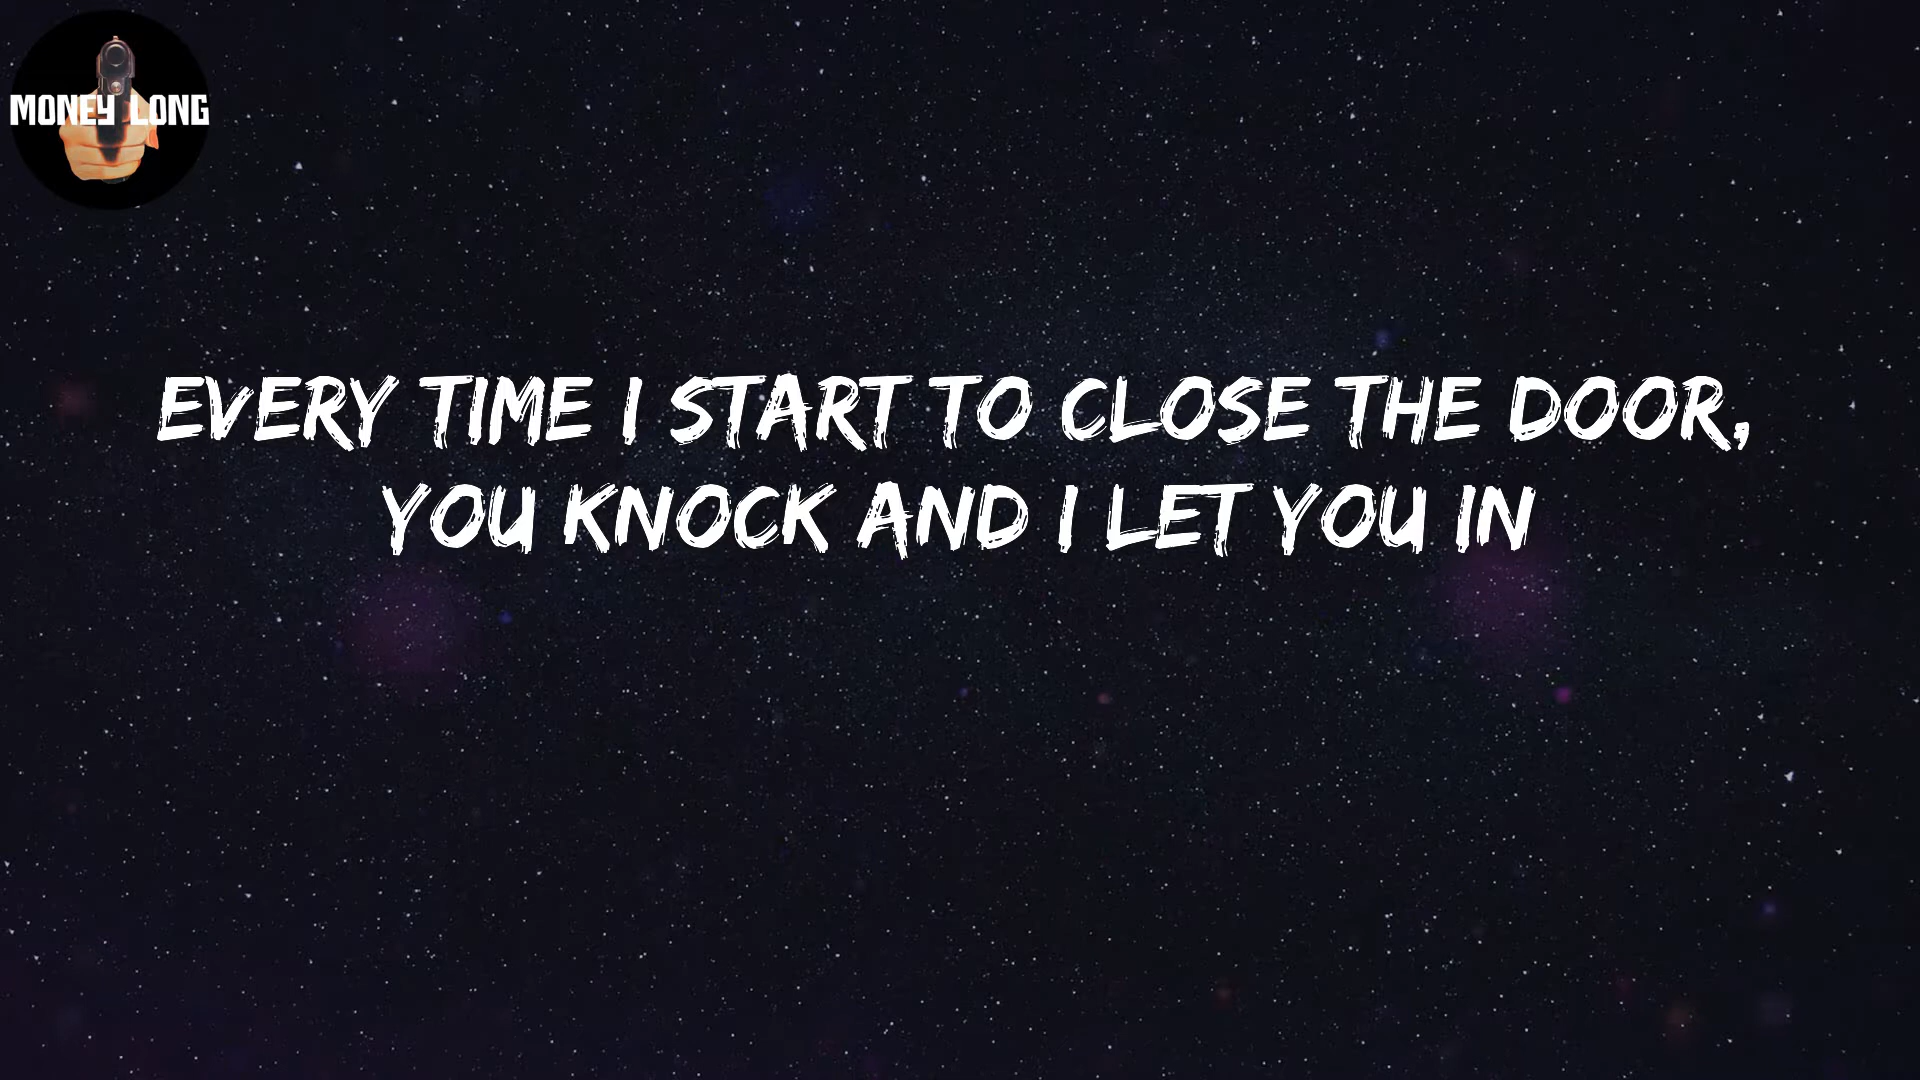 MONEY LONG
EVERY TIME I START TO CLOSE THE DOOR,
YOU KNOCK AND I LET YOU IN